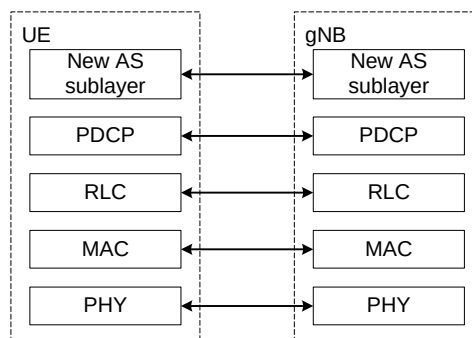 UE
gNB
New AS
sublayer
New AS
sublayer
PDCP
PDCP
RLC
RLC
MAC
MAC
PHY
PHY